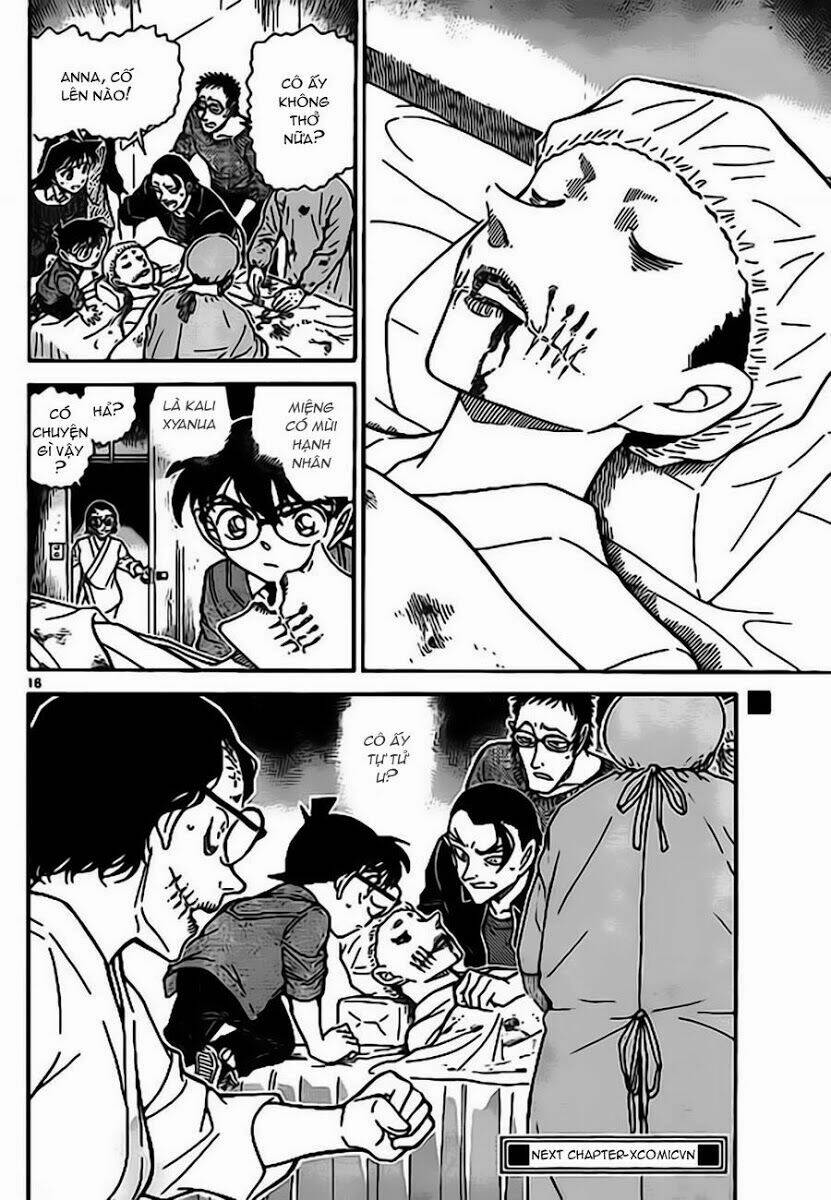 ANNA, CỐ
LÊN NÀO!
CÔ ẤY
KHÔNG
THỞ
NỮA?
CÓ
CHUYỆN
GÌ VẬY
?
HẢ?
LÀ KALI
XYANUA
MIỆNG
CÓ MÙI
HẠNH
NHÂN
16
CÔ ẤY
TỰ TỬ
Ư?
NEXT CHAPTER-XCOMICVN